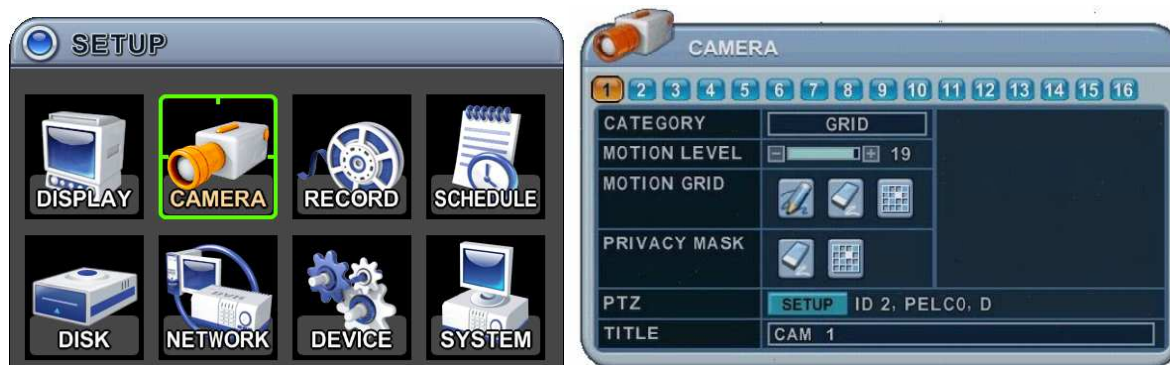 SETUP
DISPLAY
CAMERA
RECORD
SCHEDULE
DISK
NETWORK
DEVICE
SYSTEM
CAMERA
1 2 3 4 5 6 7 8 9 10 11 12 13 14 15 16
CATEGORY GRID
MOTION LEVEL 19
MOTION GRID
PRIVACY MASK
PTZ SETUP ID 2, PELCO, D
TITLE CAM 1